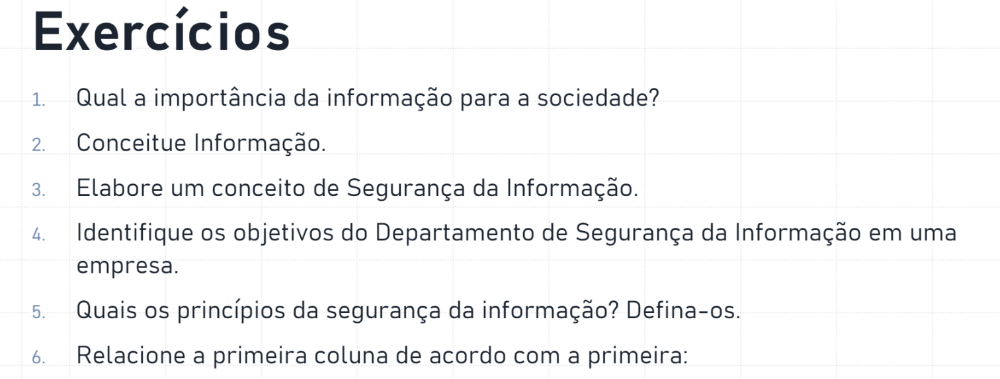 Exercícios
1. Qual a importância da informação para a sociedade?
2. Conceitue Informação.
3. Elabore um conceito de Segurança da Informação.
4. Identifique os objetivos do Departamento de Segurança da Informação em uma
empresa.
5. Quais os princípios da segurança da informação? Defina-os.
6. Relacione a primeira coluna de acordo com a primeira: